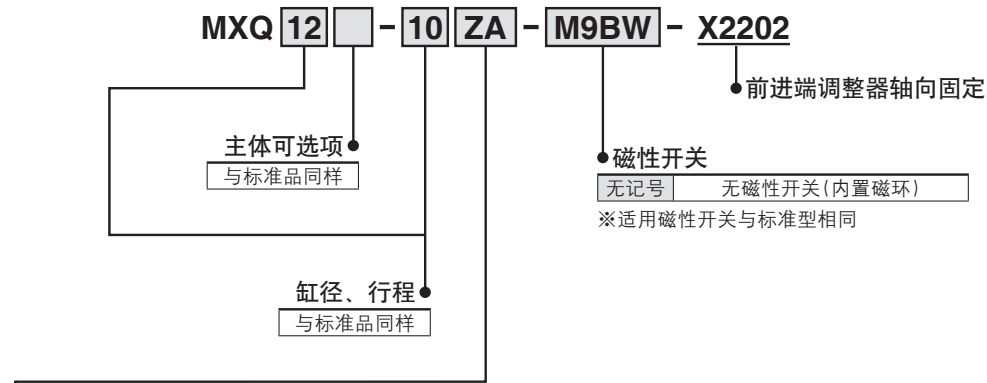 MXQ 12 - 10 ZA - M9BW - X2202
前进端调整器轴向固定
主体可选项
与标准品同样
磁性开关
无记号 无磁性开关(内置磁环)
※适用磁性开关与标准型相同
缸径、行程
与标准品同样